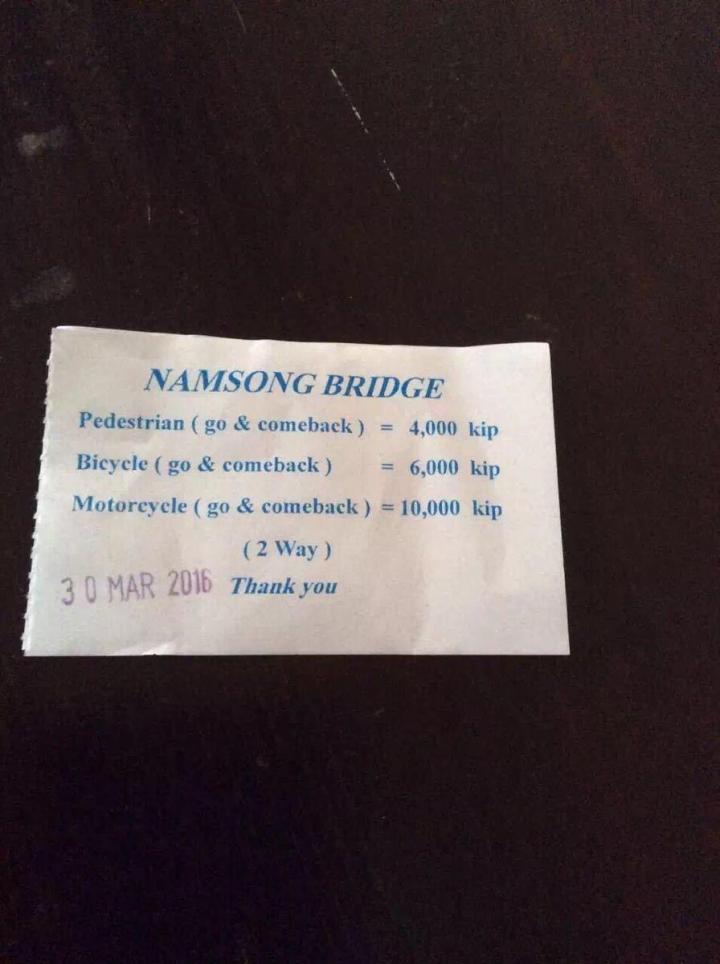 NAMSONG BRIDGE
Pedestrian ( go & comeback ) = 4,000 kip
Bicycle ( go & comeback ) = 6,000 kip
Motorcycle ( go & comeback ) = 10,000 kip
( 2 Way )
30 MAR 2016 Thank you